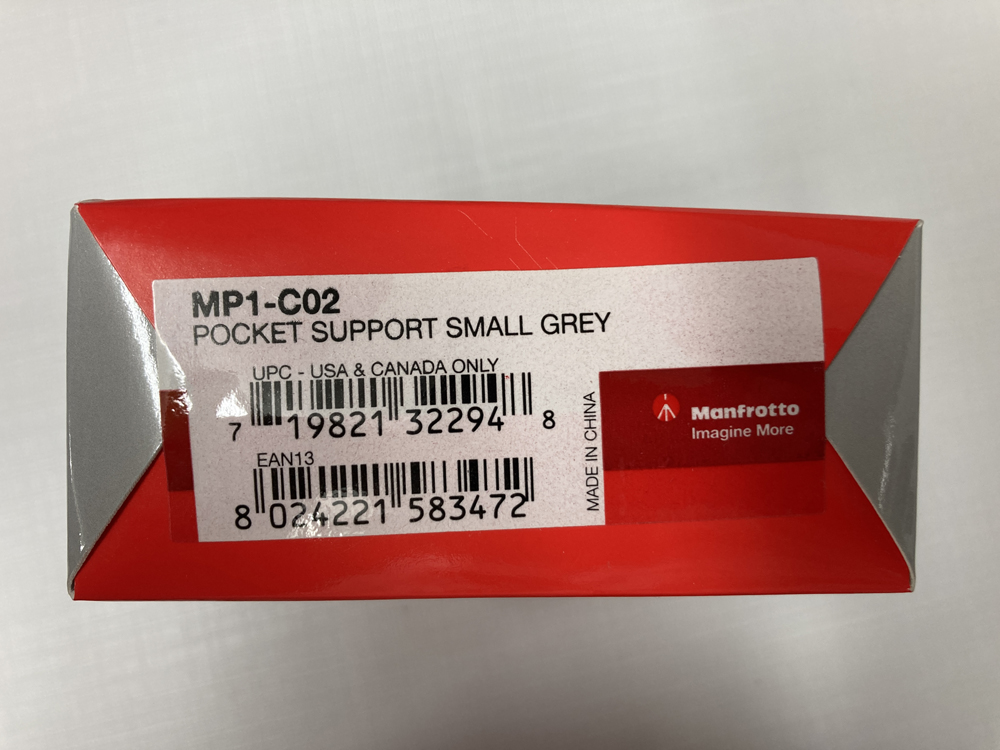 MP1-C02
POCKET SUPPORT SMALL GREY
UPC - USA & CANADA ONLY
7 19821 32294 8
EAN13
8 024221 583472
MADE IN CHINA
Manfrotto
Imagine More